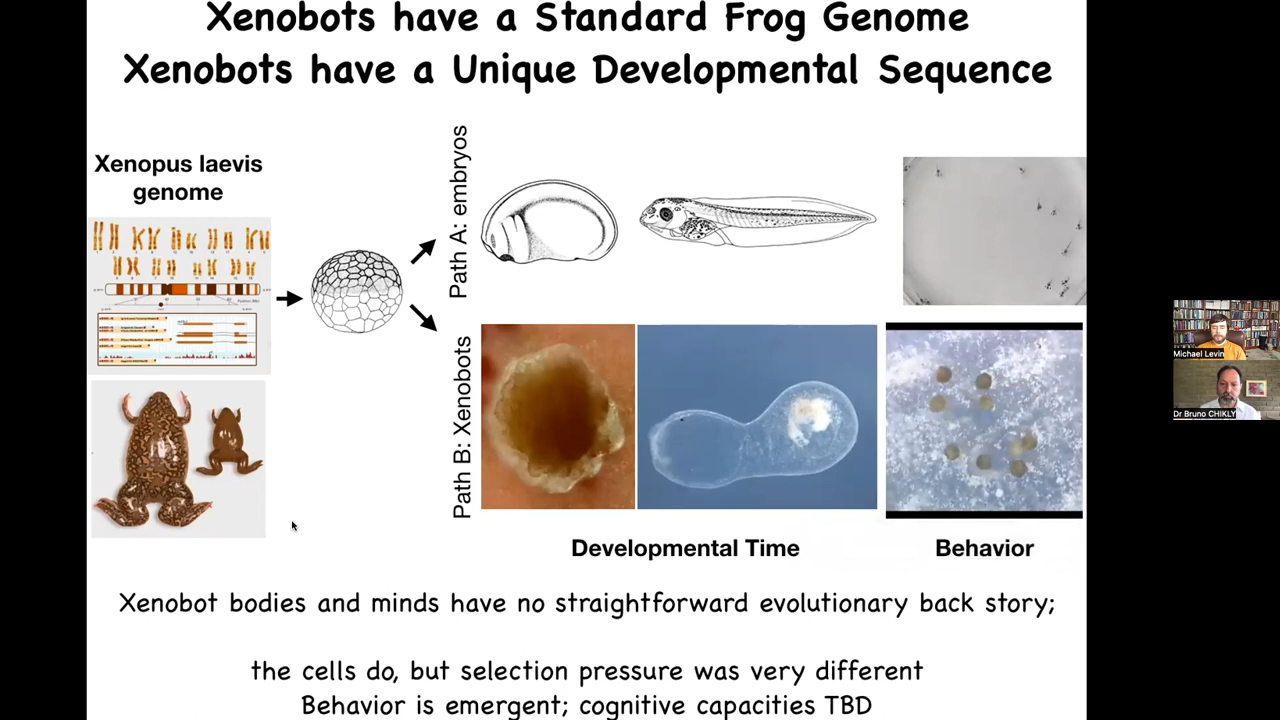 Xenobots have a Standard Frog Genome
Xenobots have a Unique Developmental Sequence
Xenopus laevis
genome
Path A: embryos
Path B: Xenobots
Developmental Time
Behavior
Xenobot bodies and minds have no straightforward evolutionary back story;
the cells do, but selection pressure was very different
Behavior is emergent; cognitive capacities TBD
Michael Levin
Dr Bruno CHIKLY